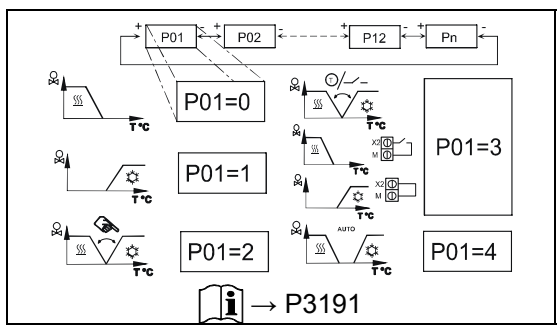 + P01 - + P02 - + P12 - + Pn -
T °C
P01=0
T °C
P01=1
T °C
P01=2
T
T °C
X2
M
T °C
X2
M
T °C
P01=3
AUTO
T °C
P01=4
i → P3191